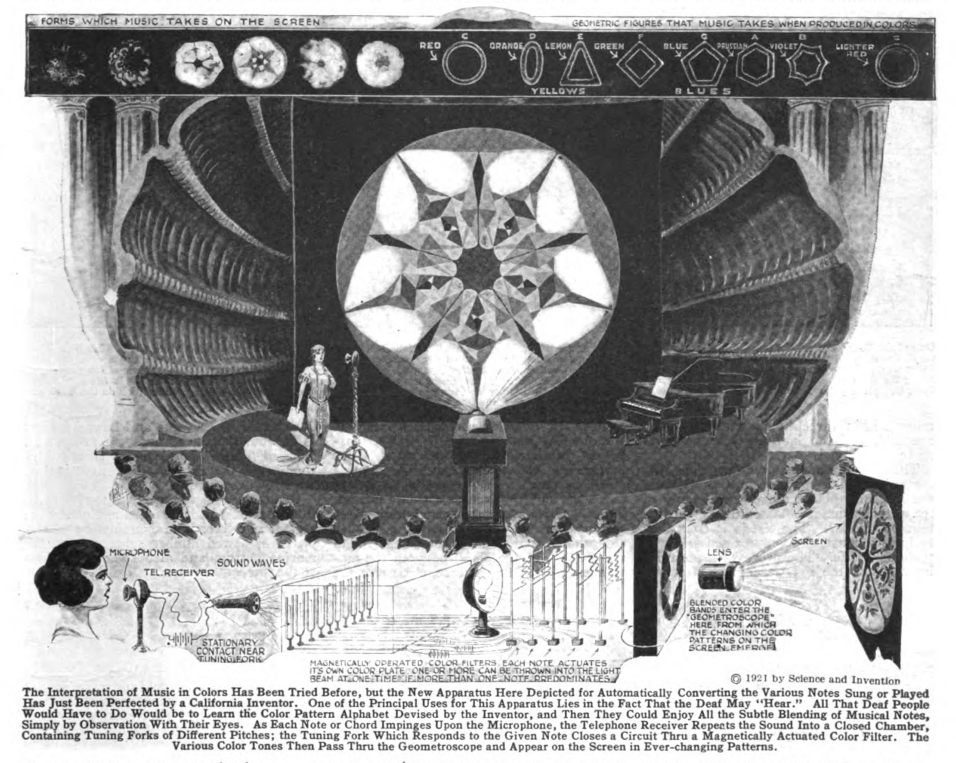 FORMS WHICH MUSIC TAKES ON THE SCREEN
GEOMETRIC FIGURES THAT MUSIC TAKES WHEN PRODUCED IN COLORS
C D E F G A B C
RED ORANGE LEMON GREEN BLUE PRUSSIAN VIOLET LIGHTER
RED
YELLOWS BLUES
MICROPHONE
TEL. RECEIVER
SOUND WAVES
STATIONARY
CONTACT NEAR
TUNING FORK
MAGNETICALLY OPERATED COLOR FILTERS. EACH NOTE ACTUATES
IT'S OWN COLOR PLATE. ONE OR MORE CAN BE THROWN INTO THE LIGHT
BEAM AT ONE TIME IF MORE THAN ONE NOTE PREDOMINATES
LENS
SCREEN
BLENDED COLOR
BANDS ENTER THE
"GEOMETROSCOPE"
HERE FROM WHICH
THE CHANGING COLOR
PATTERNS ON THE
SCREEN EMERGE
© 1921 by Science and Invention
The Interpretation of Music in Colors Has Been Tried Before, but the New Apparatus Here Depicted for Automatically Converting the Various Notes Sung or Played
Has Just Been Perfected by a California Inventor. One of the Principal Uses for This Apparatus Lies in the Fact That the Deaf May "Hear." All That Deaf People
Would Have to Do Would be to Learn the Color Pattern Alphabet Devised by the Inventor, and Then They Could Enjoy All the Subtle Blending of Musical Notes,
Simply by Observation With Their Eyes. As Each Note or Chord Impinges Upon the Microphone, the Telephone Receiver Repeats the Sound Into a Closed Chamber,
Containing Tuning Forks of Different Pitches; the Tuning Fork Which Responds to the Given Note Closes a Circuit Thru a Magnetically Actuated Color Filter. The
Various Color Tones Then Pass Thru the Geometroscope and Appear on the Screen in Ever-changing Patterns.